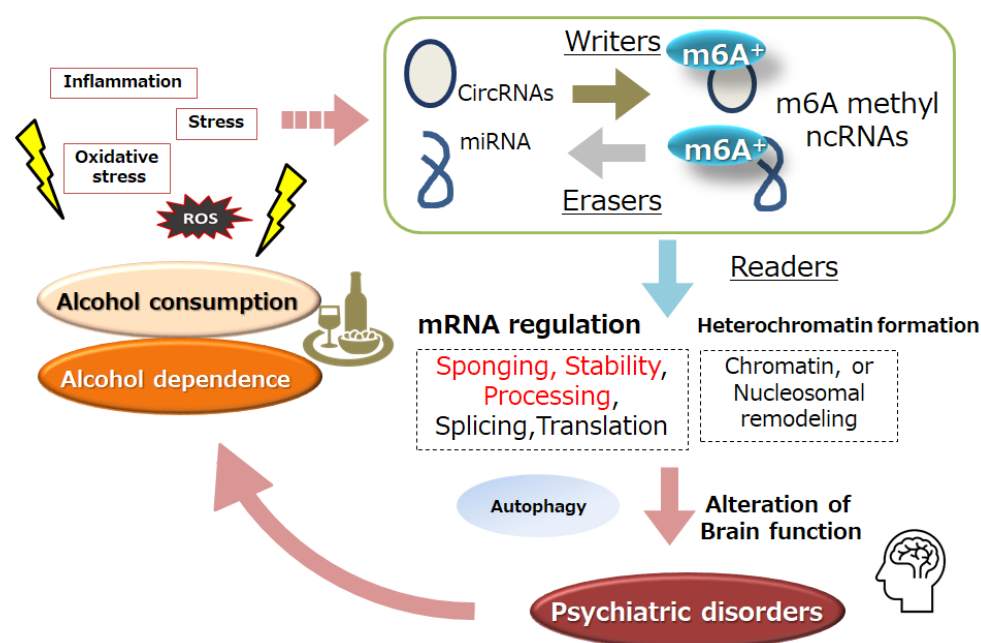 Inflammation
Stress
Oxidative
stress
ROS
Alcohol consumption
Alcohol dependence
Writers
CircRNAs
miRNA
Erasers
m6A+
m6A+
m6A methyl
ncRNAs
Readers
mRNA regulation
Sponging, Stability,
Processing,
Splicing,Translation
Heterochromatin formation
Chromatin, or
Nucleosomal
remodeling
Autophagy
Alteration of
Brain function
Psychiatric disorders